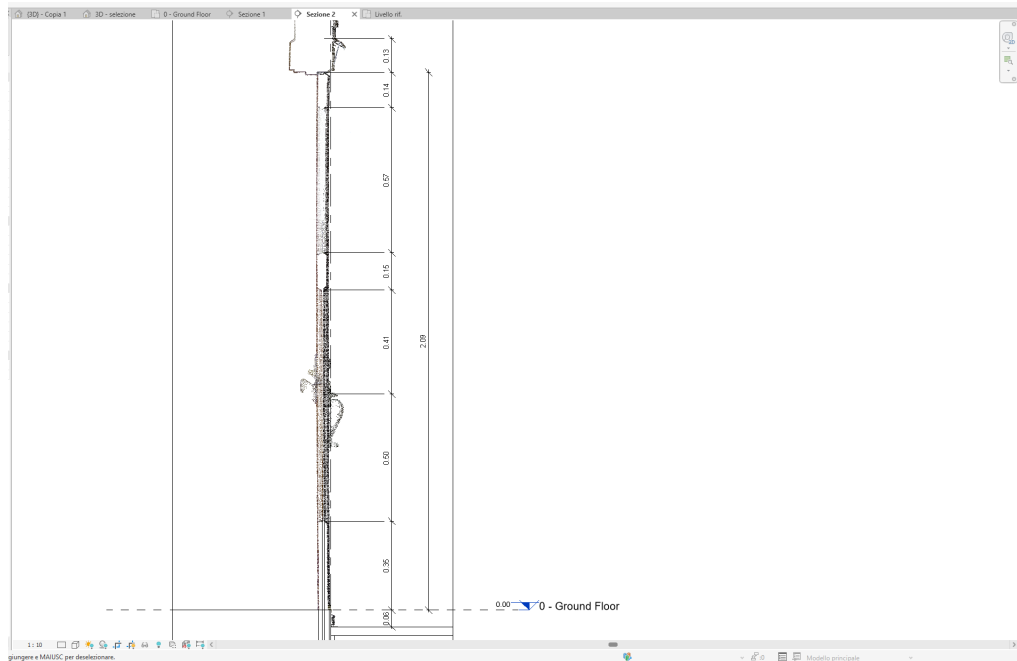 {3D} - Copia 1
3D - selezione
0 - Ground Floor
Sezione 1
Sezione 2
X
Livello rif.
0.13
0.14
0.57
0.15
0.41
2.09
0.50
0.35
0.06
0.00
0 - Ground Floor
1 : 10
giungere e MAIUSC per deselezionare.
:0
Modello principale